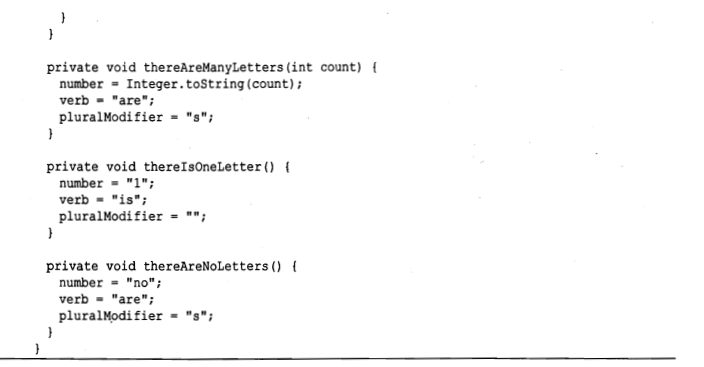 }
  }

  private void thereAreManyLetters(int count) {
    number = Integer.toString(count);
    verb = "are";
    pluralModifier = "s";
  }

  private void thereIsOneLetter() {
    number = "1";
    verb = "is";
    pluralModifier = "";
  }

  private void thereAreNoLetters() {
    number = "no";
    verb = "are";
    pluralModifier = "s";
  }
}